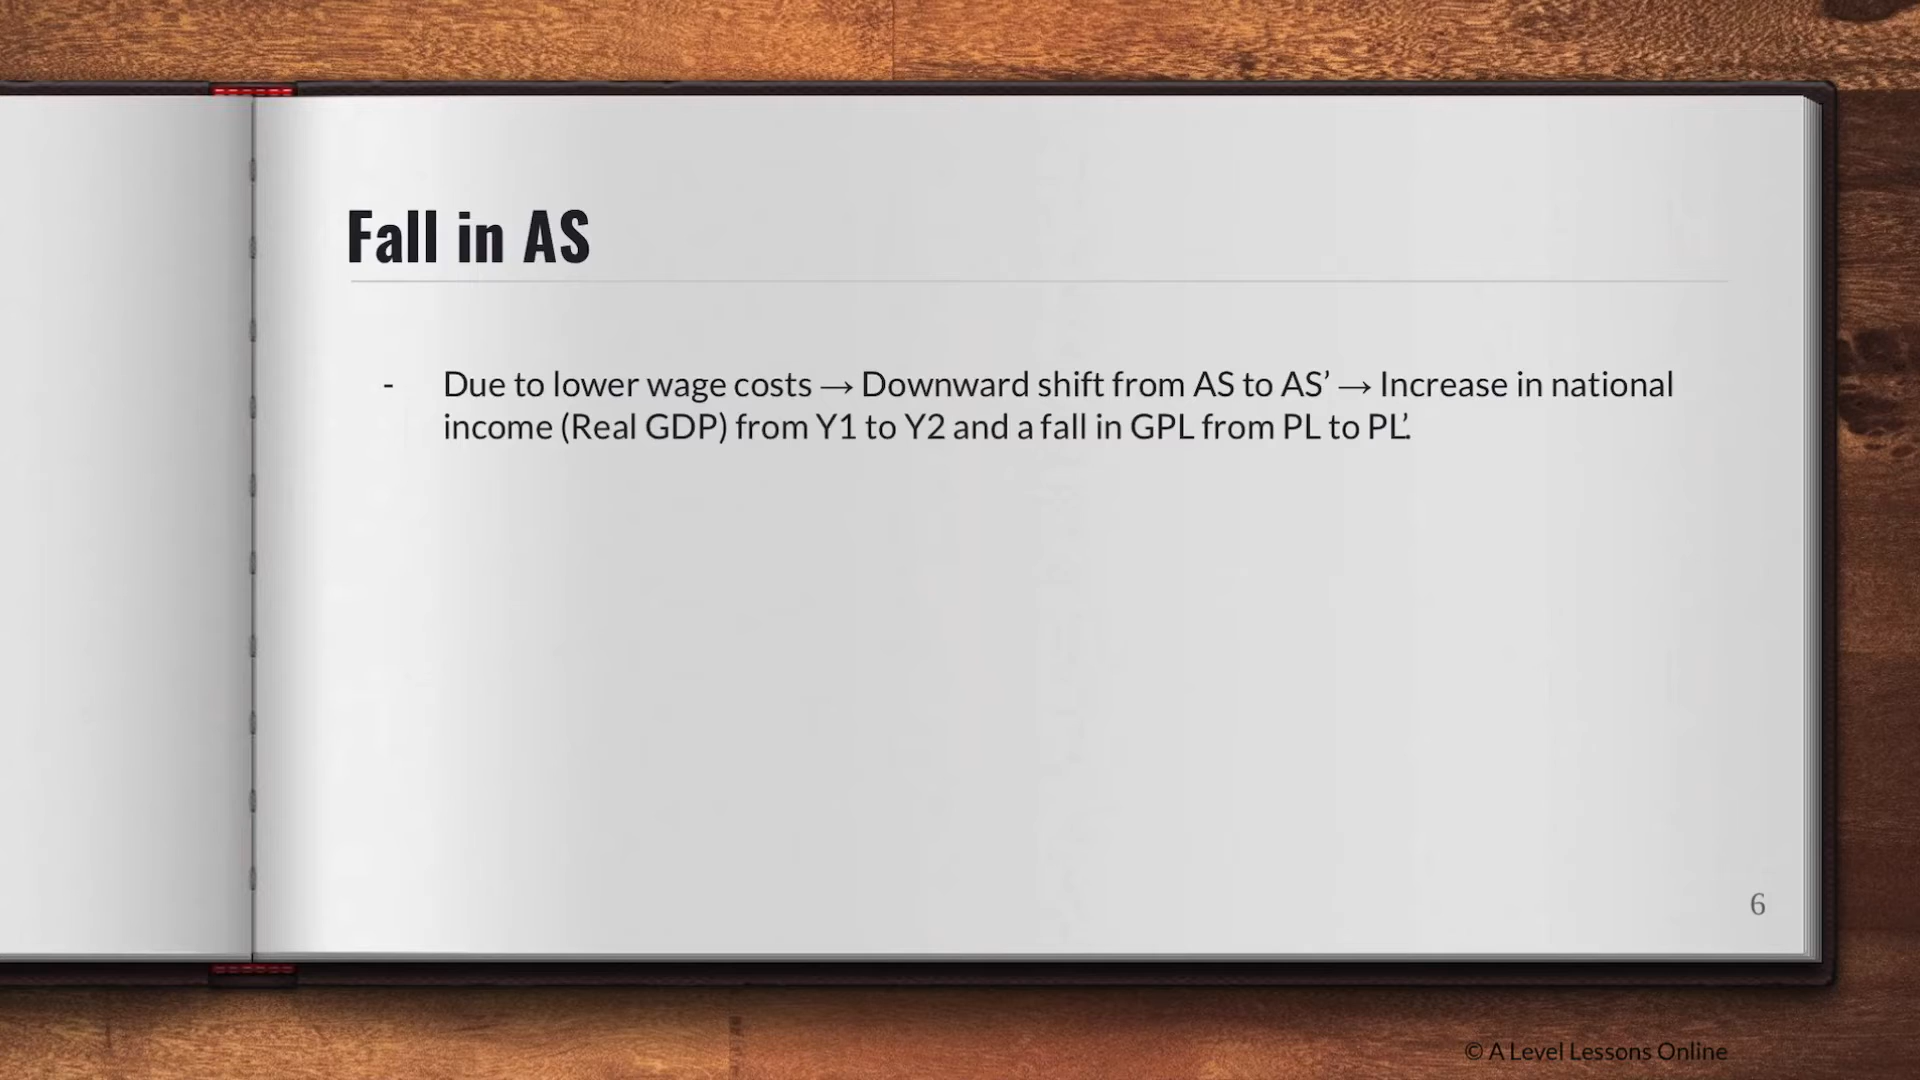 Fall in AS
- Due to lower wage costs → Downward shift from AS to AS’ → Increase in national
income (Real GDP) from Y1 to Y2 and a fall in GPL from PL to PL’.
6
© A Level Lessons Online